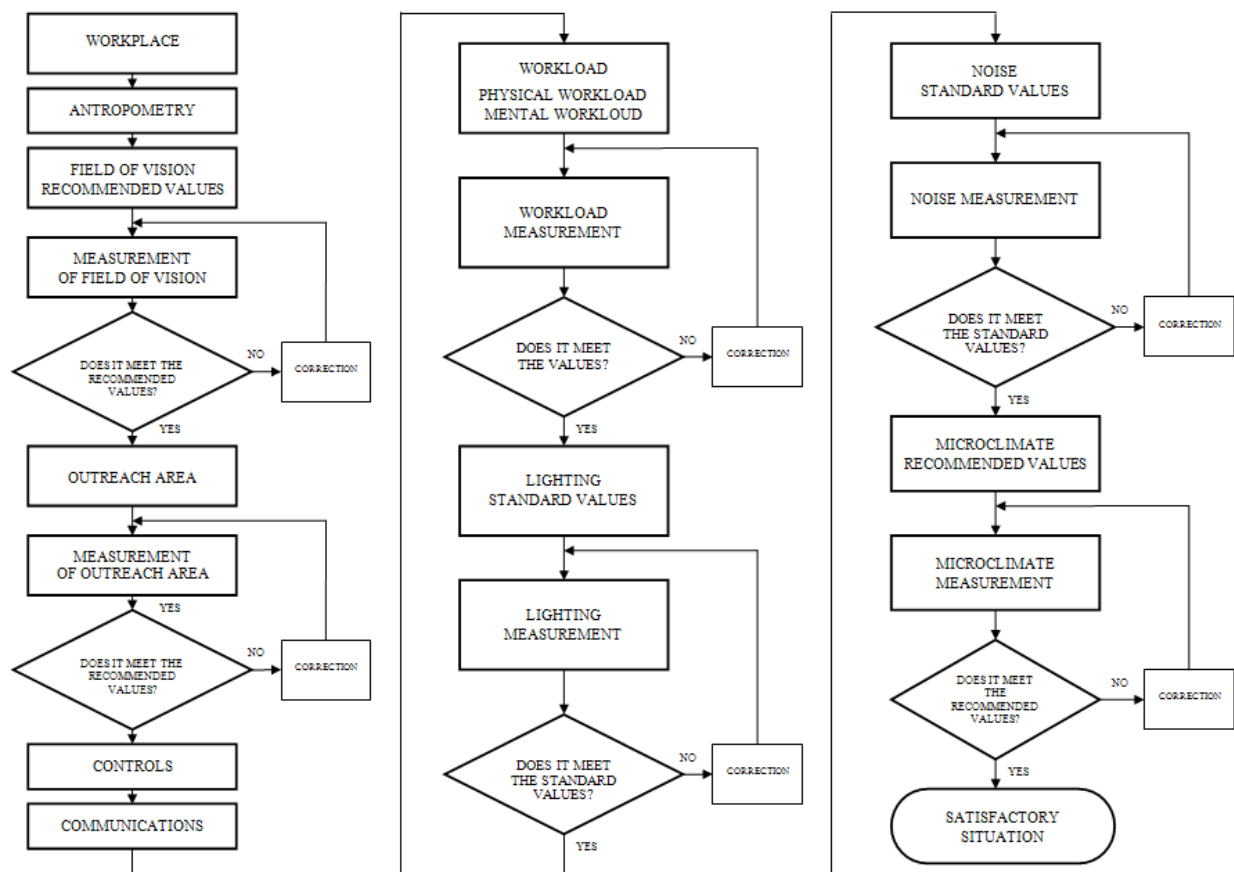 WORKPLACE
ANTROPOMETRY
FIELD OF VISION
RECOMMENDED VALUES
MEASUREMENT
OF FIELD OF VISION
DOES IT MEET THE
RECOMMENDED
VALUES?
NO
CORRECTION
YES
OUTREACH AREA
MEASUREMENT
OF OUTREACH AREA
YES
DOES IT MEET THE
RECOMMENDED
VALUES?
NO
CORRECTION
CONTROLS
COMMUNICATIONS
WORKLOAD
PHYSICAL WORKLOAD
MENTAL WORKLOUD
WORKLOAD
MEASUREMENT
DOES IT MEET
THE VALUES?
NO
CORRECTION
YES
LIGHTING
STANDARD VALUES
LIGHTING
MEASUREMENT
DOES IT MEET
THE STANDARD
VALUES?
NO
CORRECTION
YES
NOISE
STANDARD VALUES
NOISE MEASUREMENT
DOES IT MEET
THE STANDARD
VALUES?
NO
CORRECTION
YES
MICROCLIMATE
RECOMMENDED VALUES
MICROCLIMATE
MEASUREMENT
DOES IT MEET
THE
RECOMMENDED
VALUES?
NO
CORRECTION
YES
SATISFACTORY
SITUATION